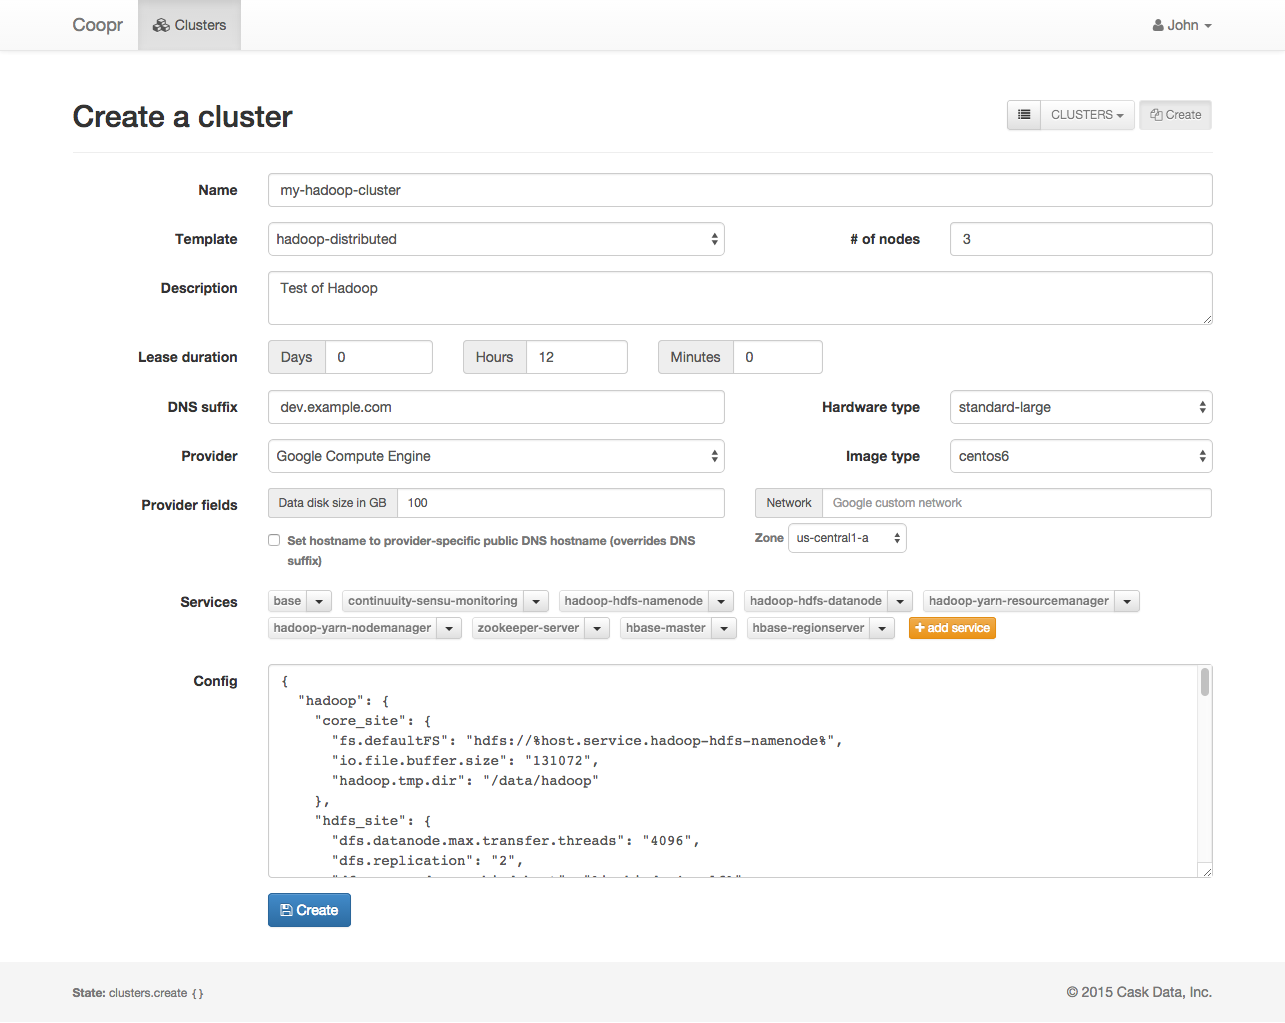 Coopr Clusters John
Create a cluster CLUSTERS Create
Name my-hadoop-cluster
Template hadoop-distributed # of nodes 3
Description Test of Hadoop
Lease duration Days 0 Hours 12 Minutes 0
DNS suffix dev.example.com Hardware type standard-large
Provider Google Compute Engine Image type centos6
Provider fields Data disk size in GB 100 Network Google custom network
Set hostname to provider-specific public DNS hostname (overrides DNS Zone us-central1-a
suffix)
Services base continuuity-sensu-monitoring hadoop-hdfs-namenode hadoop-hdfs-datanode hadoop-yarn-resourcemanager
hadoop-yarn-nodemanager zookeeper-server hbase-master hbase-regionserver + add service
Config {
"hadoop": {
"core_site": {
"fs.defaultFS": "hdfs://%host.service.hadoop-hdfs-namenode%",
"io.file.buffer.size": "131072",
"hadoop.tmp.dir": "/data/hadoop"
},
"hdfs_site": {
"dfs.datanode.max.transfer.threads": "4096",
"dfs.replication": "2",
Create
State: clusters.create {} © 2015 Cask Data, Inc.